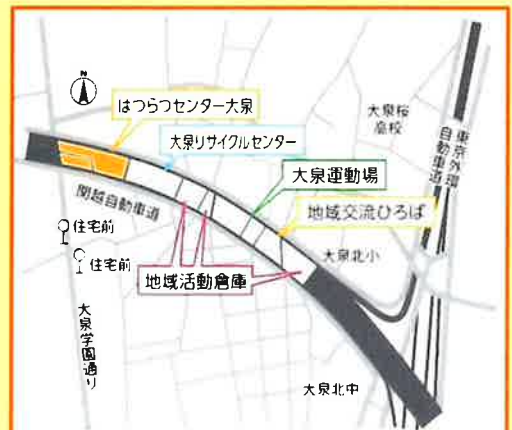 N
はつらつセンター大泉
大泉リサイクルセンター
大泉桜
高校
東京外環
自動車道
大泉運動場
関越自動車道
地域交流ひろば
住宅前
大泉北小
住宅前
地域活動倉庫
大泉学園通り
大泉北中